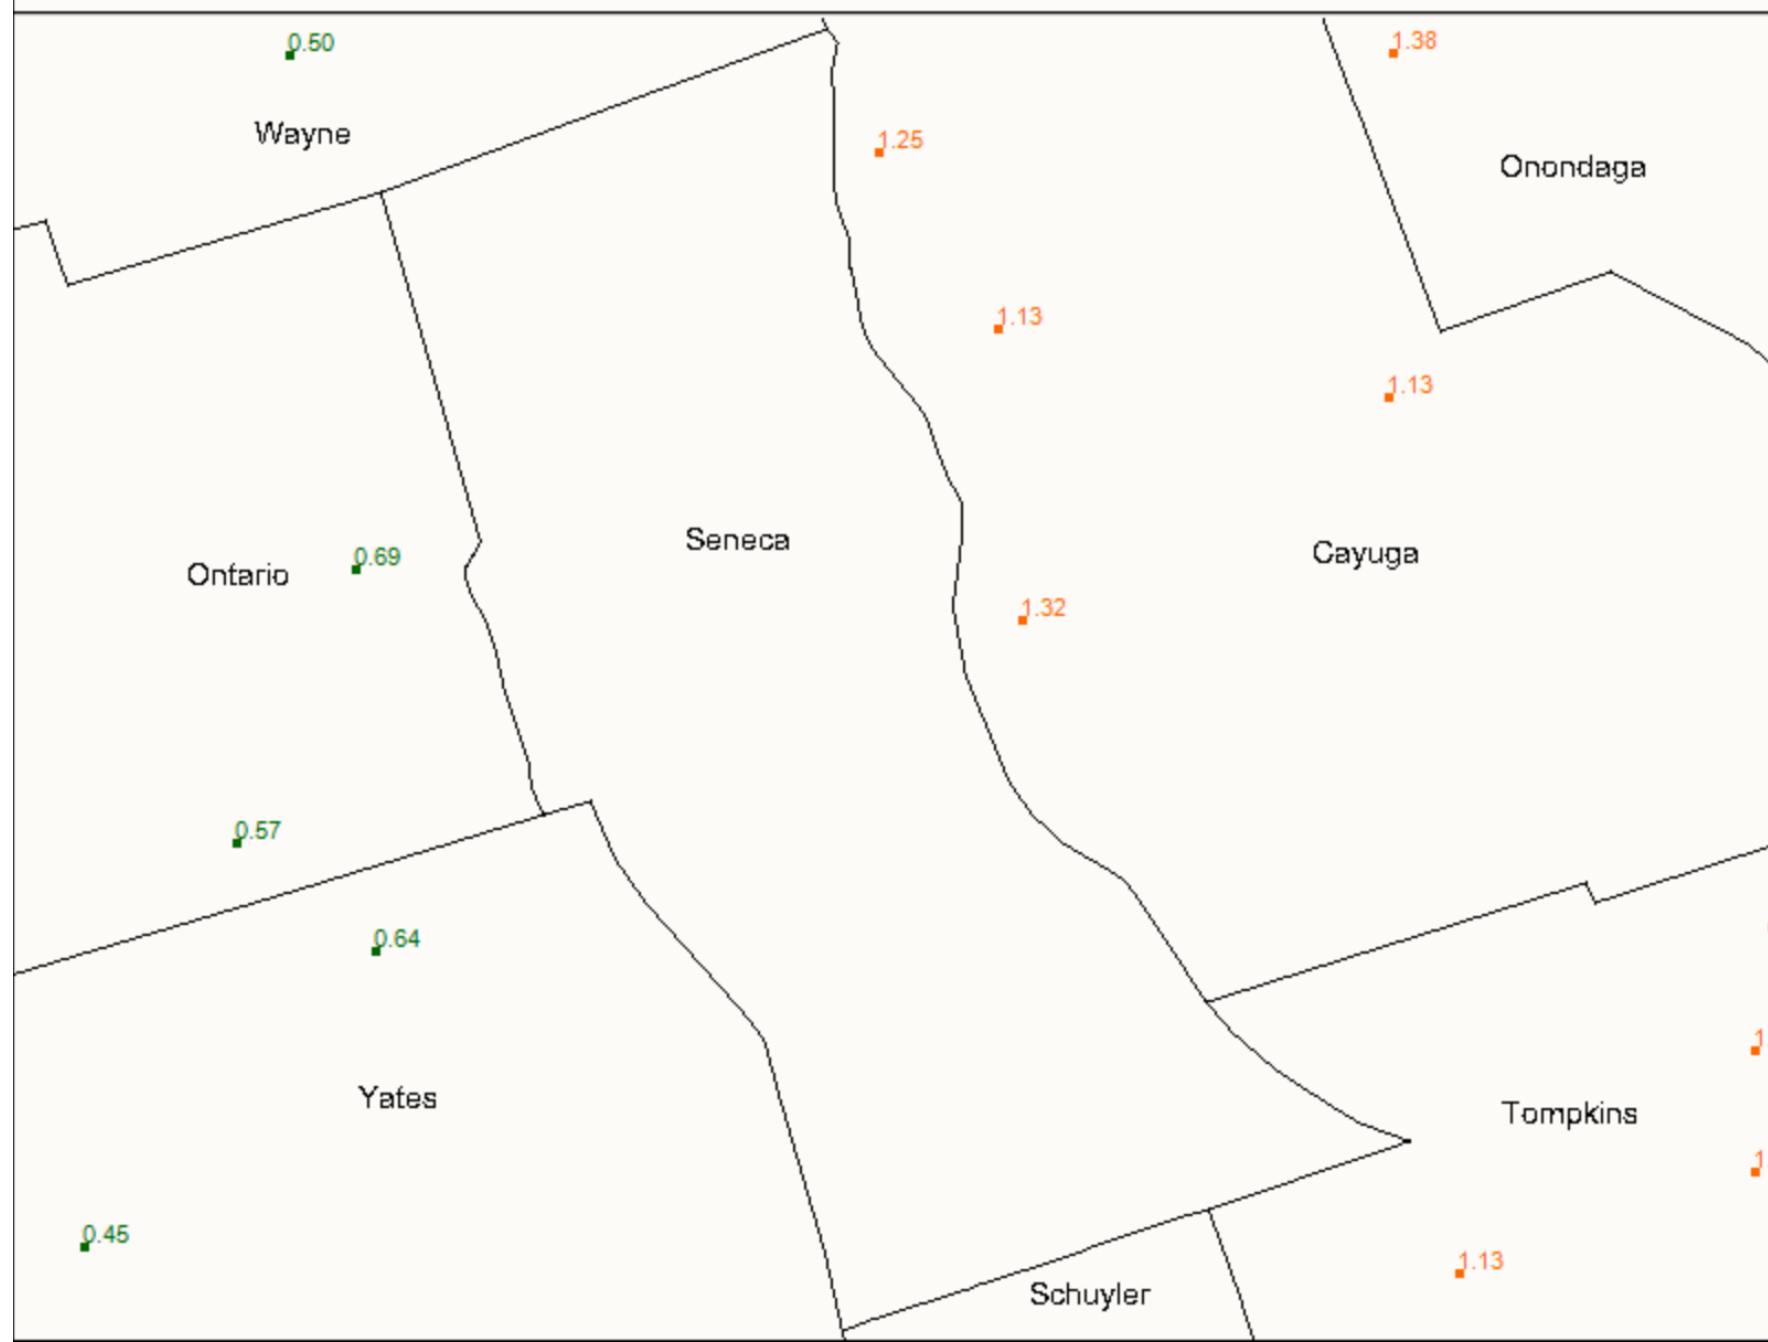 0.50
1.38
Wayne
1.25
Onondaga
1.13
1.13
Seneca
Cayuga
0.69
Ontario
1.32
0.57
0.64
Yates
Tompkins
0.45
1.13
Schuyler